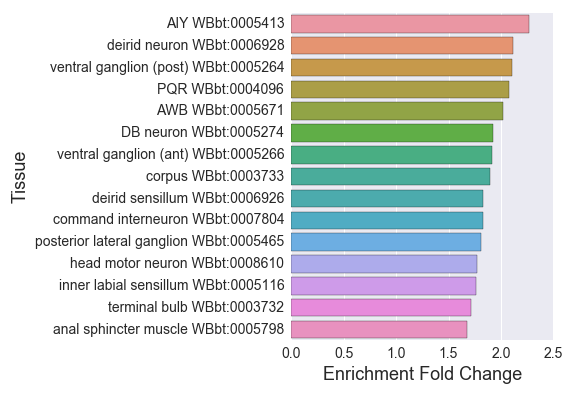 Tissue
AIY WBbt:0005413
deirid neuron WBbt:0006928
ventral ganglion (post) WBbt:0005264
PQR WBbt:0004096
AWB WBbt:0005671
DB neuron WBbt:0005274
ventral ganglion (ant) WBbt:0005266
corpus WBbt:0003733
deirid sensillum WBbt:0006926
command interneuron WBbt:0007804
posterior lateral ganglion WBbt:0005465
head motor neuron WBbt:0008610
inner labial sensillum WBbt:0005116
terminal bulb WBbt:0003732
anal sphincter muscle WBbt:0005798
0.0 0.5 1.0 1.5 2.0 2.5
Enrichment Fold Change